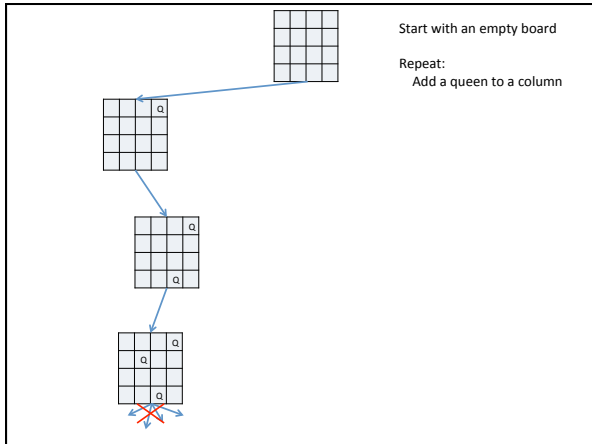 Start with an empty board
Repeat:
Add a queen to a column
Q
Q
Q
Q
Q
Q